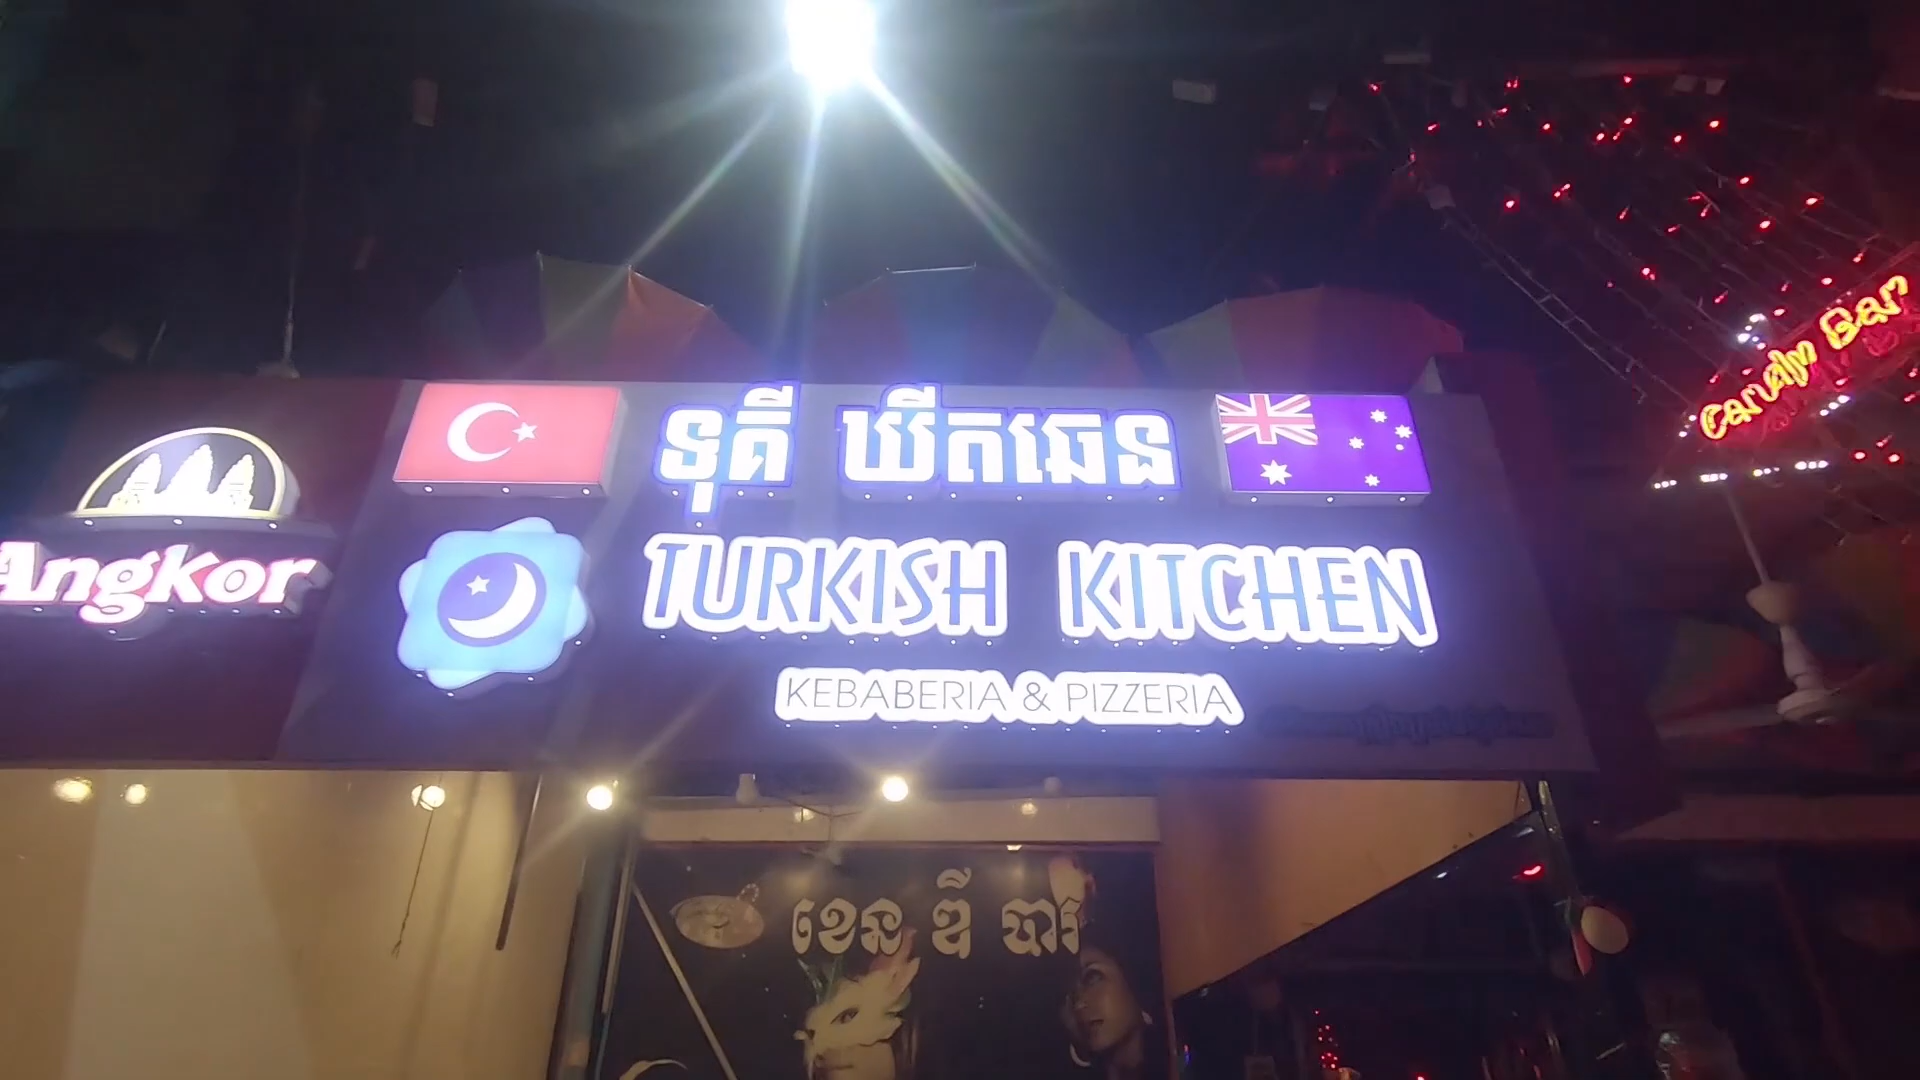 ទុគី ឃីតឆេន
Angkor
TURKISH KITCHEN
KEBABERIA & PIZZERIA
Candy Bar
ខេន ឌី បារ